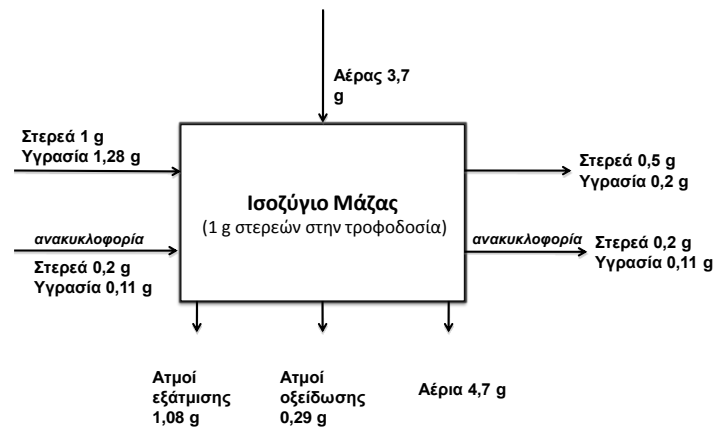 Αέρας 3,7
g
Στερεά 1 g
Υγρασία 1,28 g
Ισοζύγιο Μάζας
(1 g στερεών στην τροφοδοσία)
Στερεά 0,5 g
Υγρασία 0,2 g
ανακυκλοφορία
Στερεά 0,2 g
Υγρασία 0,11 g
ανακυκλοφορία
Στερεά 0,2 g
Υγρασία 0,11 g
Ατμοί
εξάτμισης
1,08 g
Ατμοί
οξείδωσης
0,29 g
Αέρια 4,7 g